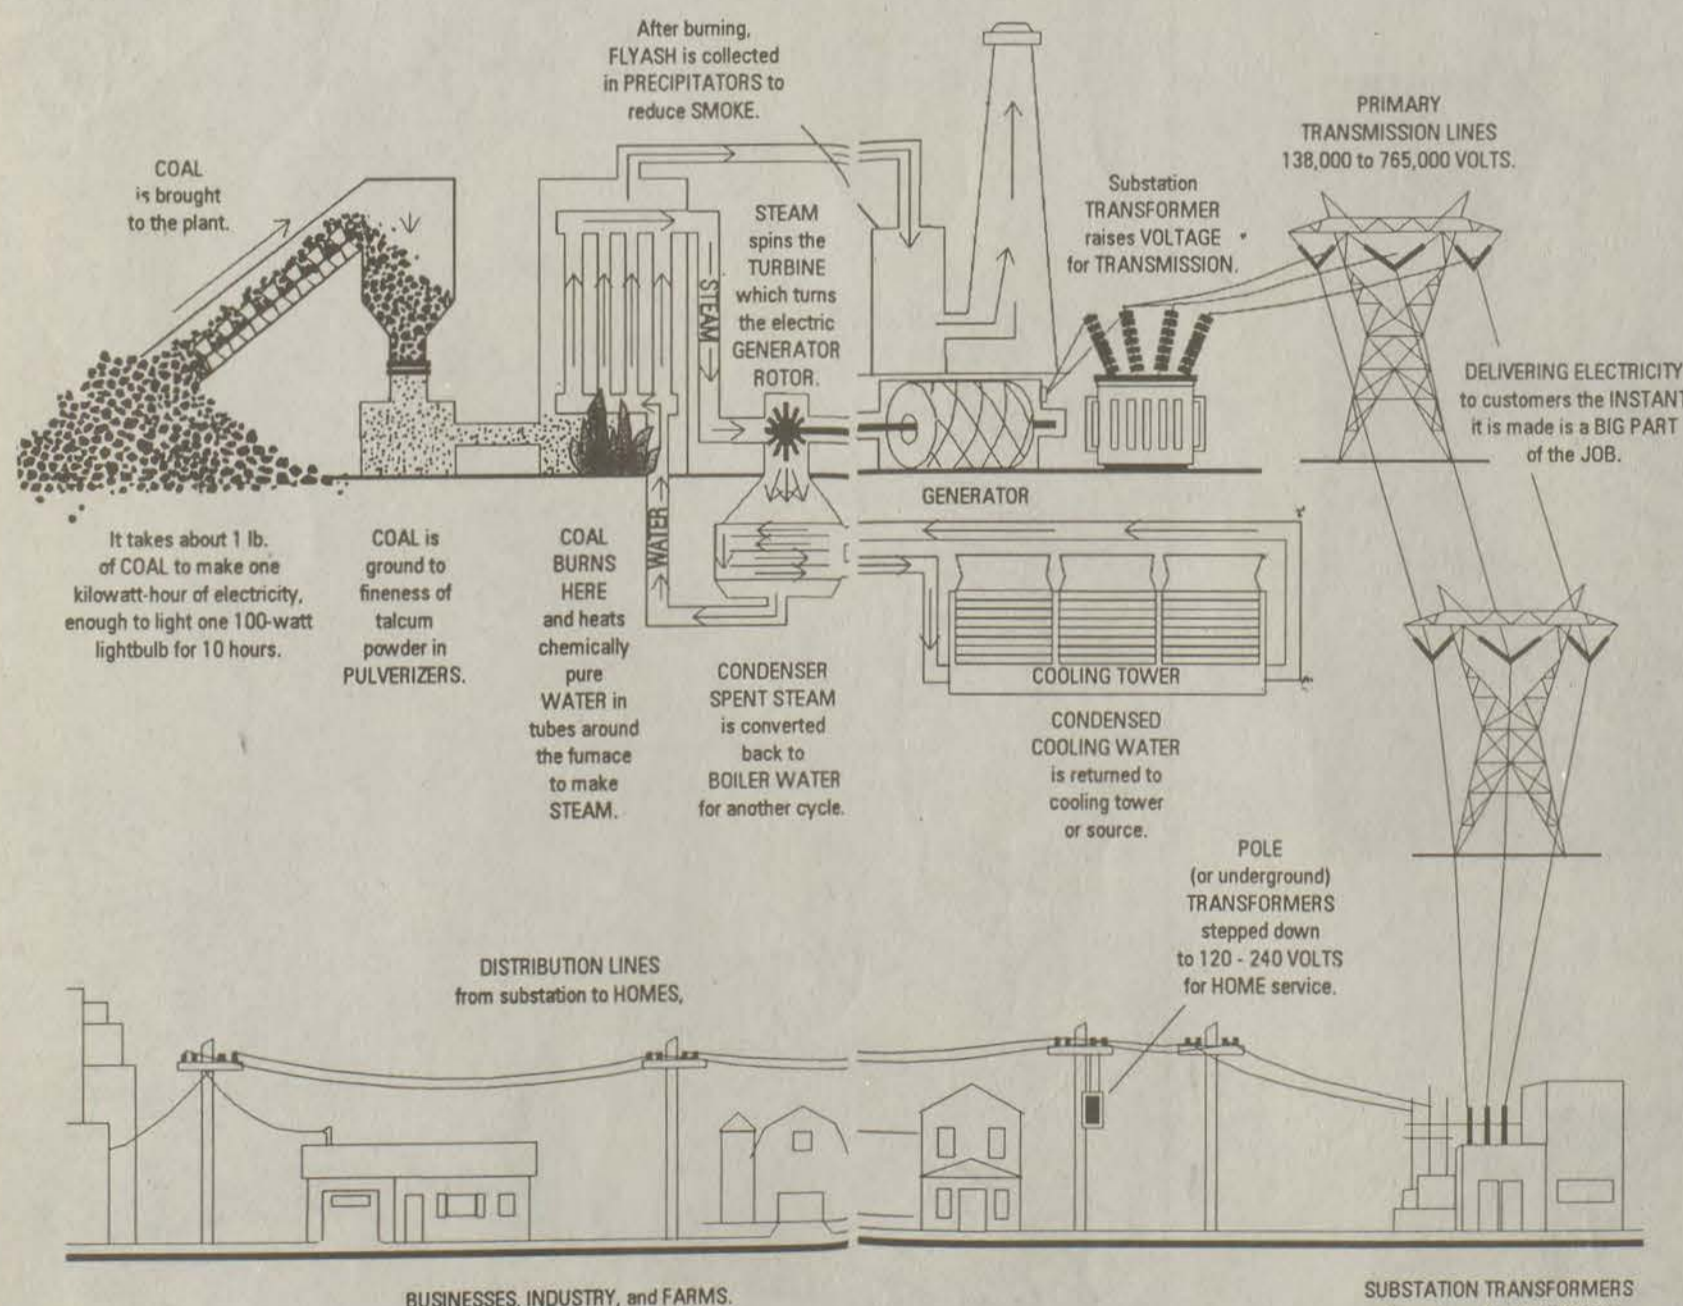 After burning,
FLYASH is collected
in PRECIPITATORS to
reduce SMOKE.
COAL
is brought
to the plant.
STEAM
STEAM
spins the
TURBINE
which turns
the electric
GENERATOR
ROTOR.
Substation
TRANSFORMER
raises VOLTAGE
for TRANSMISSION.
PRIMARY
TRANSMISSION LINES
138,000 to 765,000 VOLTS.
DELIVERING ELECTRICITY
to customers the INSTANT
it is made is a BIG PART
of the JOB.
GENERATOR
It takes about 1 lb.
of COAL to make one
kilowatt-hour of electricity,
enough to light one 100-watt
lightbulb for 10 hours.
COAL is
ground to
fineness of
talcum
powder in
PULVERIZERS.
COAL
BURNS
HERE
and heats
chemically
pure
WATER in
tubes around
the furnace
to make
STEAM.
WATER
CONDENSER
SPENT STEAM
is converted
back to
BOILER WATER
for another cycle.
COOLING TOWER
CONDENSED
COOLING WATER
is returned to
cooling tower
or source.
POLE
(or underground)
TRANSFORMERS
stepped down
to 120 - 240 VOLTS
for HOME service.
DISTRIBUTION LINES
from substation to HOMES,
BUSINESSES, INDUSTRY, and FARMS.
SUBSTATION TRANSFORMERS